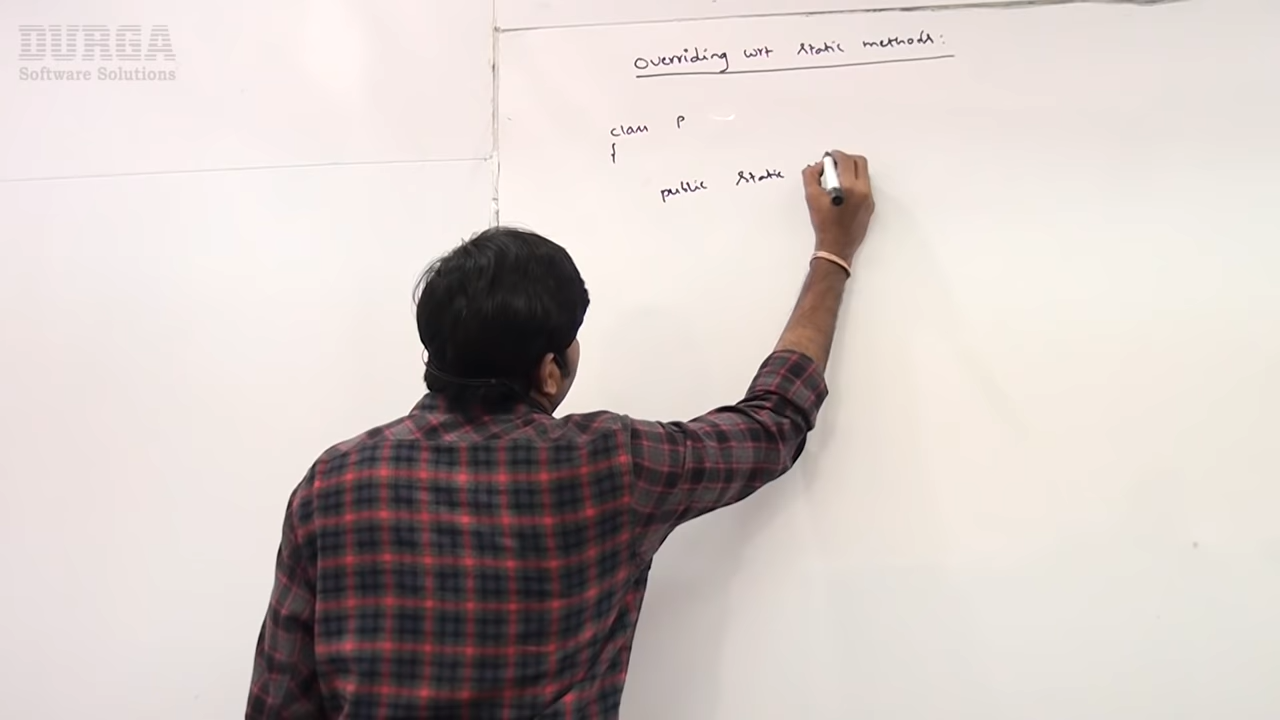 DURGA
Software Solutions
Overriding wrt static methods:
class P
{
public static